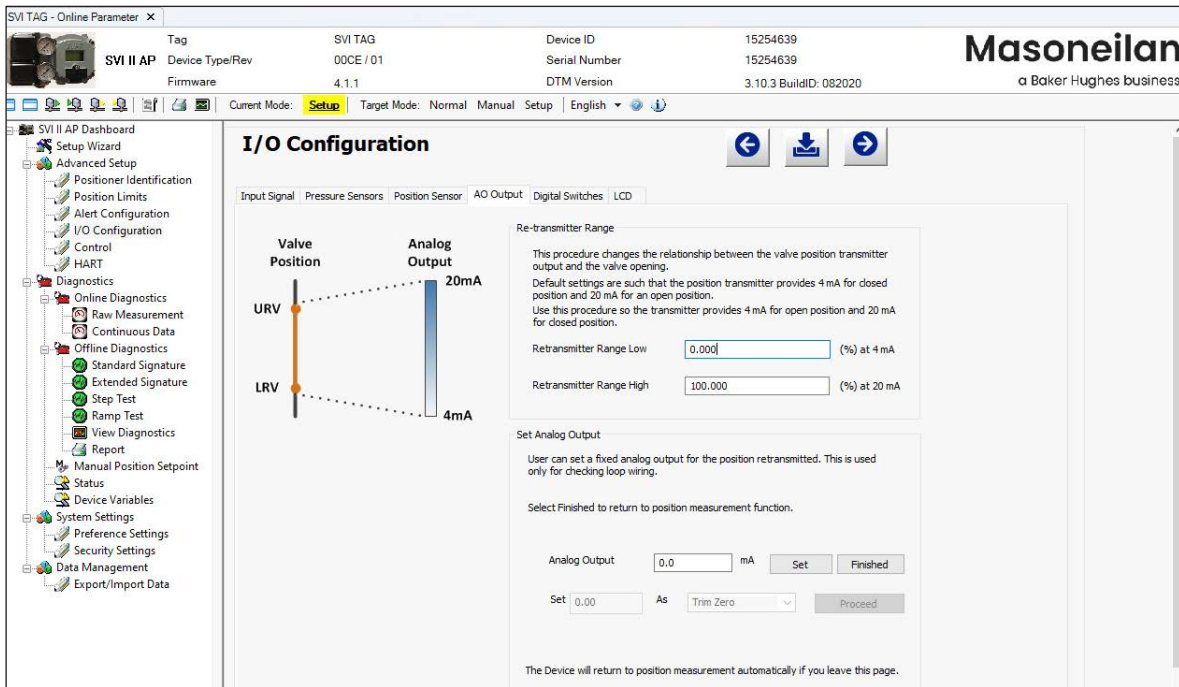 SVI TAG - Online Parameter X
SVI II AP
Tag SVI TAG Device ID 15254639
Device Type/Rev 00CE / 01 Serial Number 15254639
Firmware 4.1.1 DTM Version 3.10.3 BuildID: 082020
Masoneilan
a Baker Hughes business
Current Mode: Setup Target Mode: Normal Manual Setup English
SVI II AP Dashboard
Setup Wizard
Advanced Setup
Positioner Identification
Position Limits
Alert Configuration
I/O Configuration
Control
HART
Diagnostics
Online Diagnostics
Raw Measurement
Continuous Data
Offline Diagnostics
Standard Signature
Extended Signature
Step Test
Ramp Test
View Diagnostics
Report
Manual Position Setpoint
Status
Device Variables
System Settings
Preference Settings
Security Settings
Data Management
Export/Import Data
I/O Configuration
Input Signal Pressure Sensors Position Sensor AO Output Digital Switches LCD
Valve Analog
Position Output
20mA
URV
LRV
4mA
Re-transmitter Range
This procedure changes the relationship between the valve position transmitter
output and the valve opening.
Default settings are such that the position transmitter provides 4 mA for closed
position and 20 mA for an open position.
Use this procedure so the transmitter provides 4 mA for open position and 20 mA
for closed position.
Retransmitter Range Low 0.000 (%) at 4 mA
Retransmitter Range High 100.000 (%) at 20 mA
Set Analog Output
User can set a fixed analog output for the position retransmitted. This is used
only for checking loop wiring.
Select Finished to return to position measurement function.
Analog Output 0.0 mA Set Finished
Set 0.00 As Trim Zero Proceed
The Device will return to position measurement automatically if you leave this page.